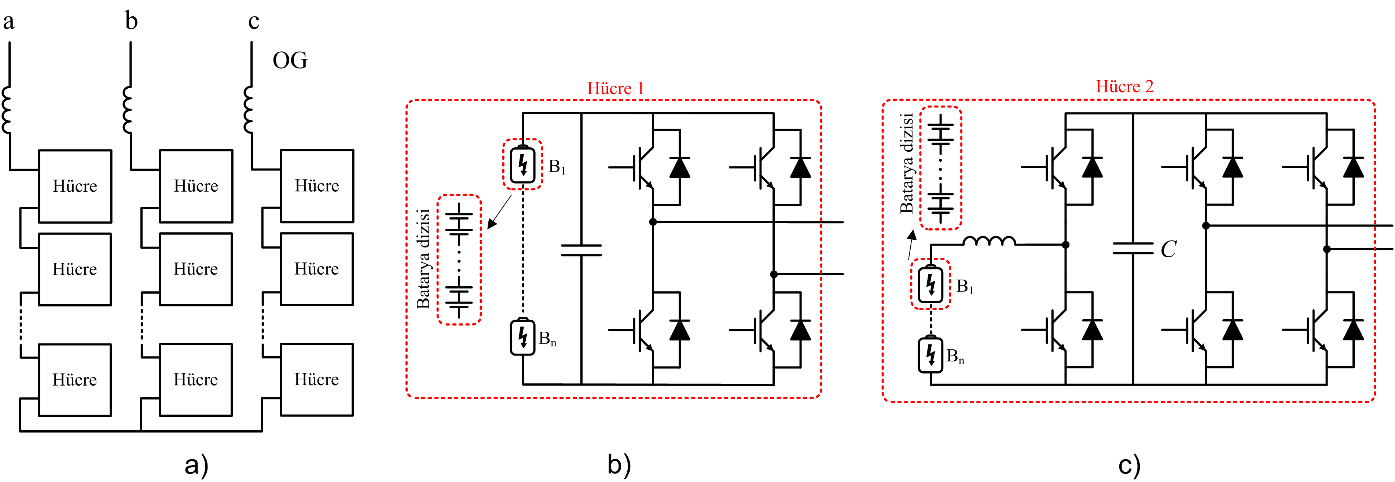 a b c
OG
Hücre Hücre Hücre
Hücre Hücre Hücre
Hücre Hücre Hücre
a)
Hücre 1
B1
Batarya dizisi
Bn
b)
Hücre 2
Batarya dizisi
C
B1
Bn
c)